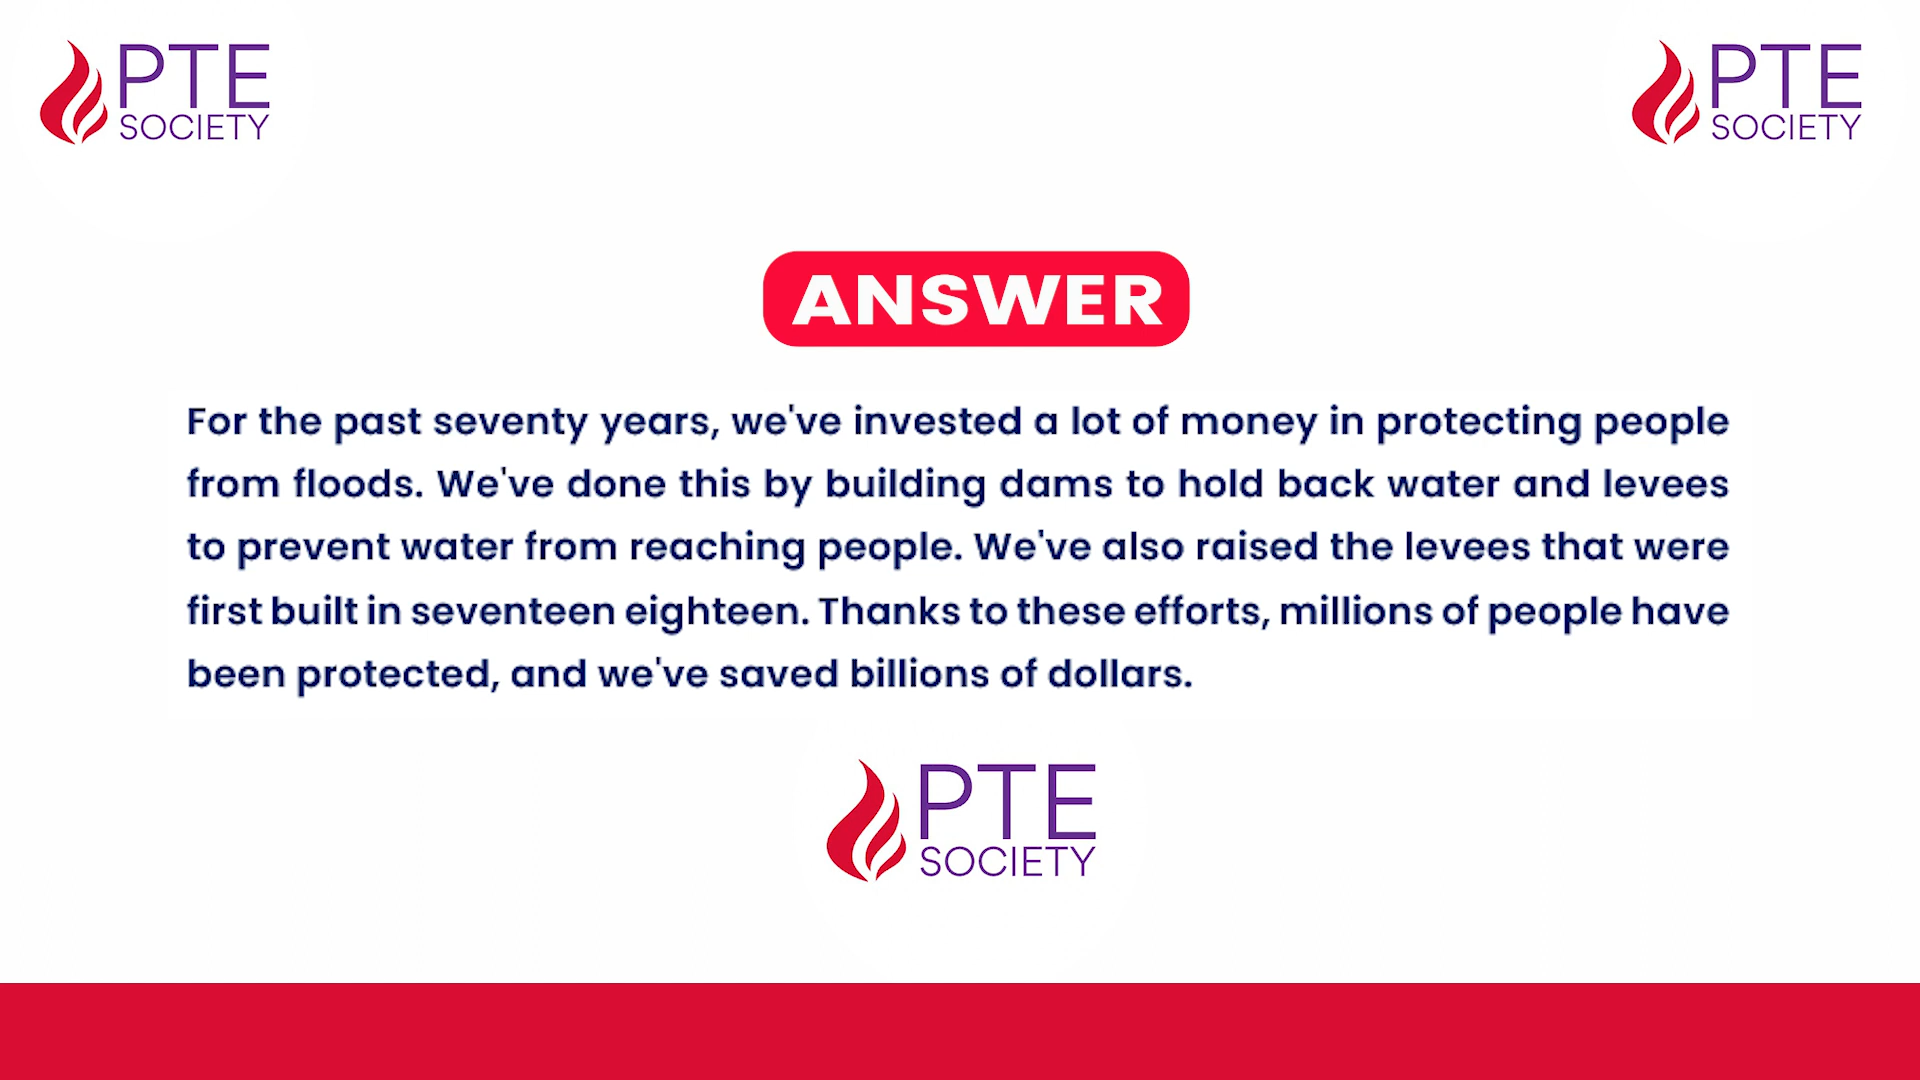 PTE
SOCIETY
PTE
SOCIETY
ANSWER
For the past seventy years, we've invested a lot of money in protecting people
from floods. We've done this by building dams to hold back water and levees
to prevent water from reaching people. We've also raised the levees that were
first built in seventeen eighteen. Thanks to these efforts, millions of people have
been protected, and we've saved billions of dollars.
PTE
SOCIETY